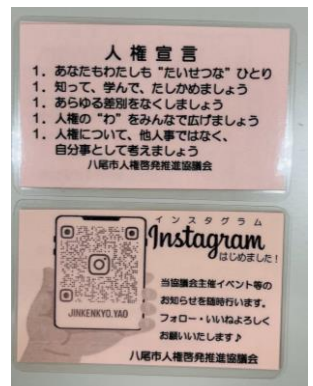 人権宣言
1. あなたもわたしも“たいせつな”ひとり
1. 知って、学んで、たしかめましょう
1. あらゆる差別をなくしましょう
1. 人権の“わ”をみんなで広げましょう
1. 人権について、他人事ではなく、
自分事として考えましょう
八尾市人権啓発推進協議会
インスタグラム
Instagram
はじめました!
JINKENKYO.YAO
当協議会主催イベント等の
お知らせを随時行います。
フォロー・いいねよろしく
お願いいたします♪
八尾市人権啓発推進協議会